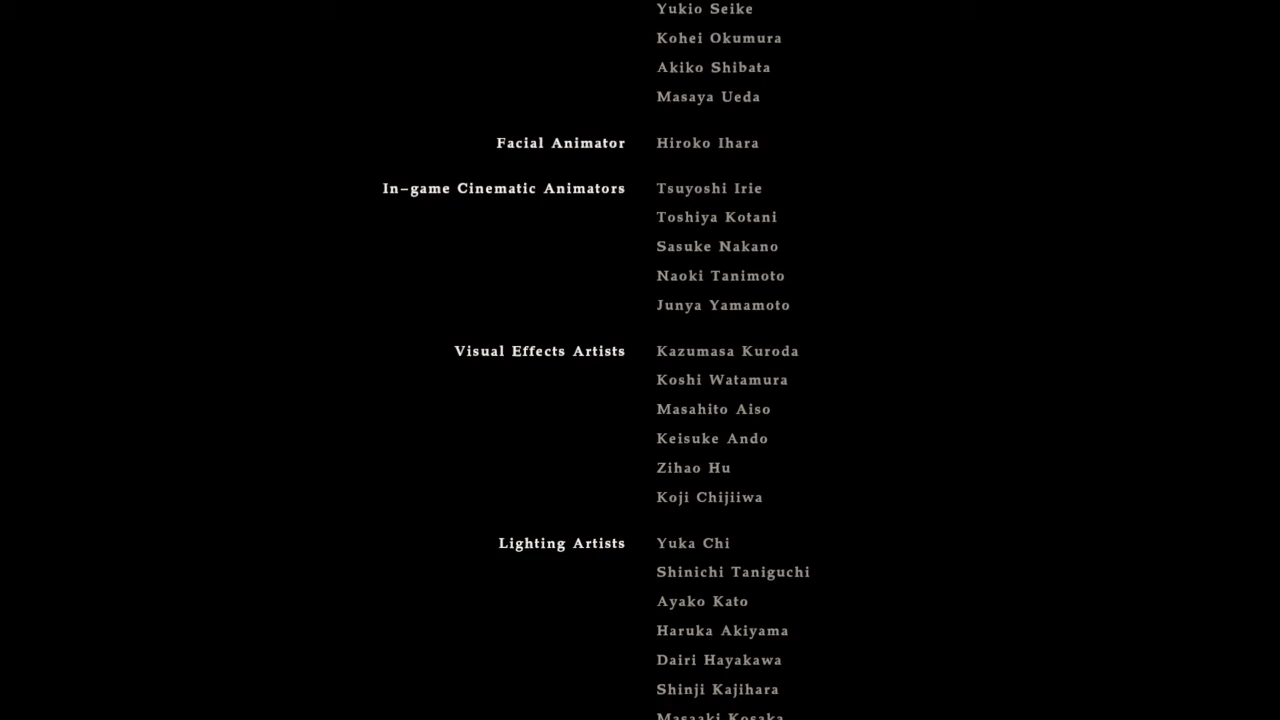 Yukio Seike
Kohei Okumura
Akiko Shibata
Masaya Ueda
Facial Animator Hiroko Ihara
In-game Cinematic Animators Tsuyoshi Irie
Toshiya Kotani
Sasuke Nakano
Naoki Tanimoto
Junya Yamamoto
Visual Effects Artists Kazumasa Kuroda
Koshi Watamura
Masahito Aiso
Keisuke Ando
Zihao Hu
Koji Chijiiwa
Lighting Artists Yuka Chi
Shinichi Taniguchi
Ayako Kato
Haruka Akiyama
Dairi Hayakawa
Shinji Kajihara
Masaaki Kosaka